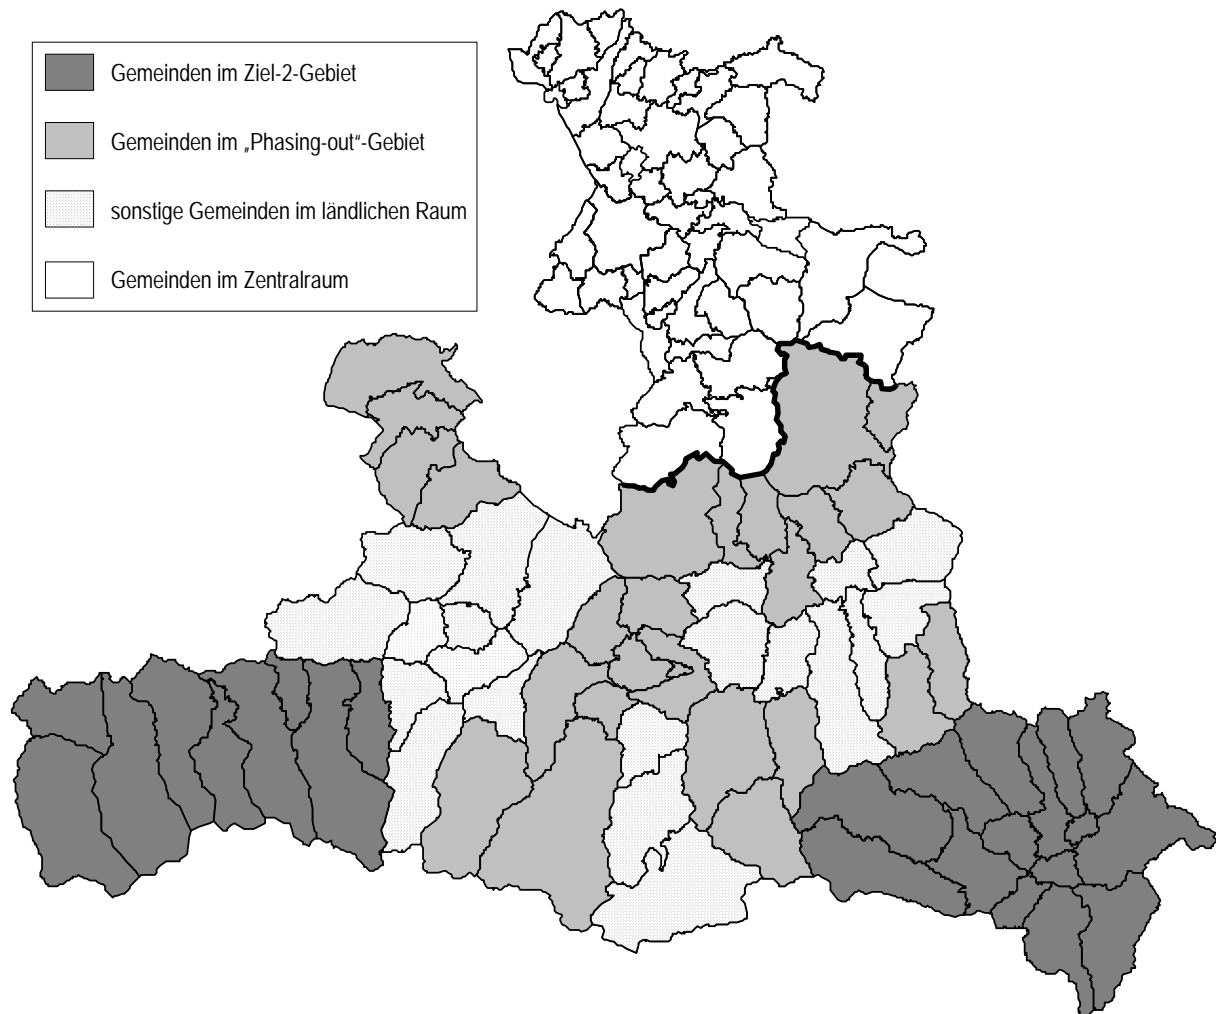 Gemeinden im Ziel-2-Gebiet
Gemeinden im „Phasing-out“-Gebiet
sonstige Gemeinden im ländlichen Raum
Gemeinden im Zentralraum